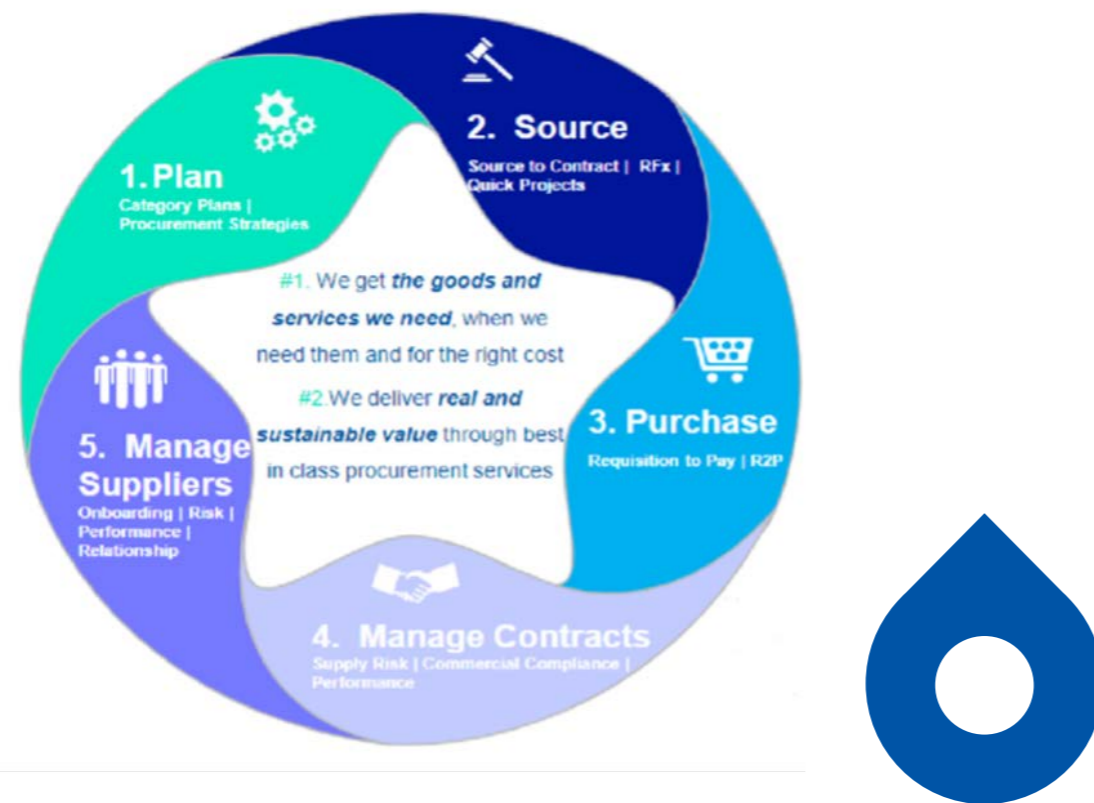 1. Plan
Category Plans |
Procurement Strategies
2. Source
Source to Contract | RFx |
Quick Projects
3. Purchase
Requisition to Pay | R2P
4. Manage Contracts
Supply Risk | Commercial Compliance |
Performance
5. Manage
Suppliers
Onboarding | Risk |
Performance |
Relationship
#1. We get the goods and
services we need, when we
need them and for the right cost
#2.We deliver real and
sustainable value through best
in class procurement services